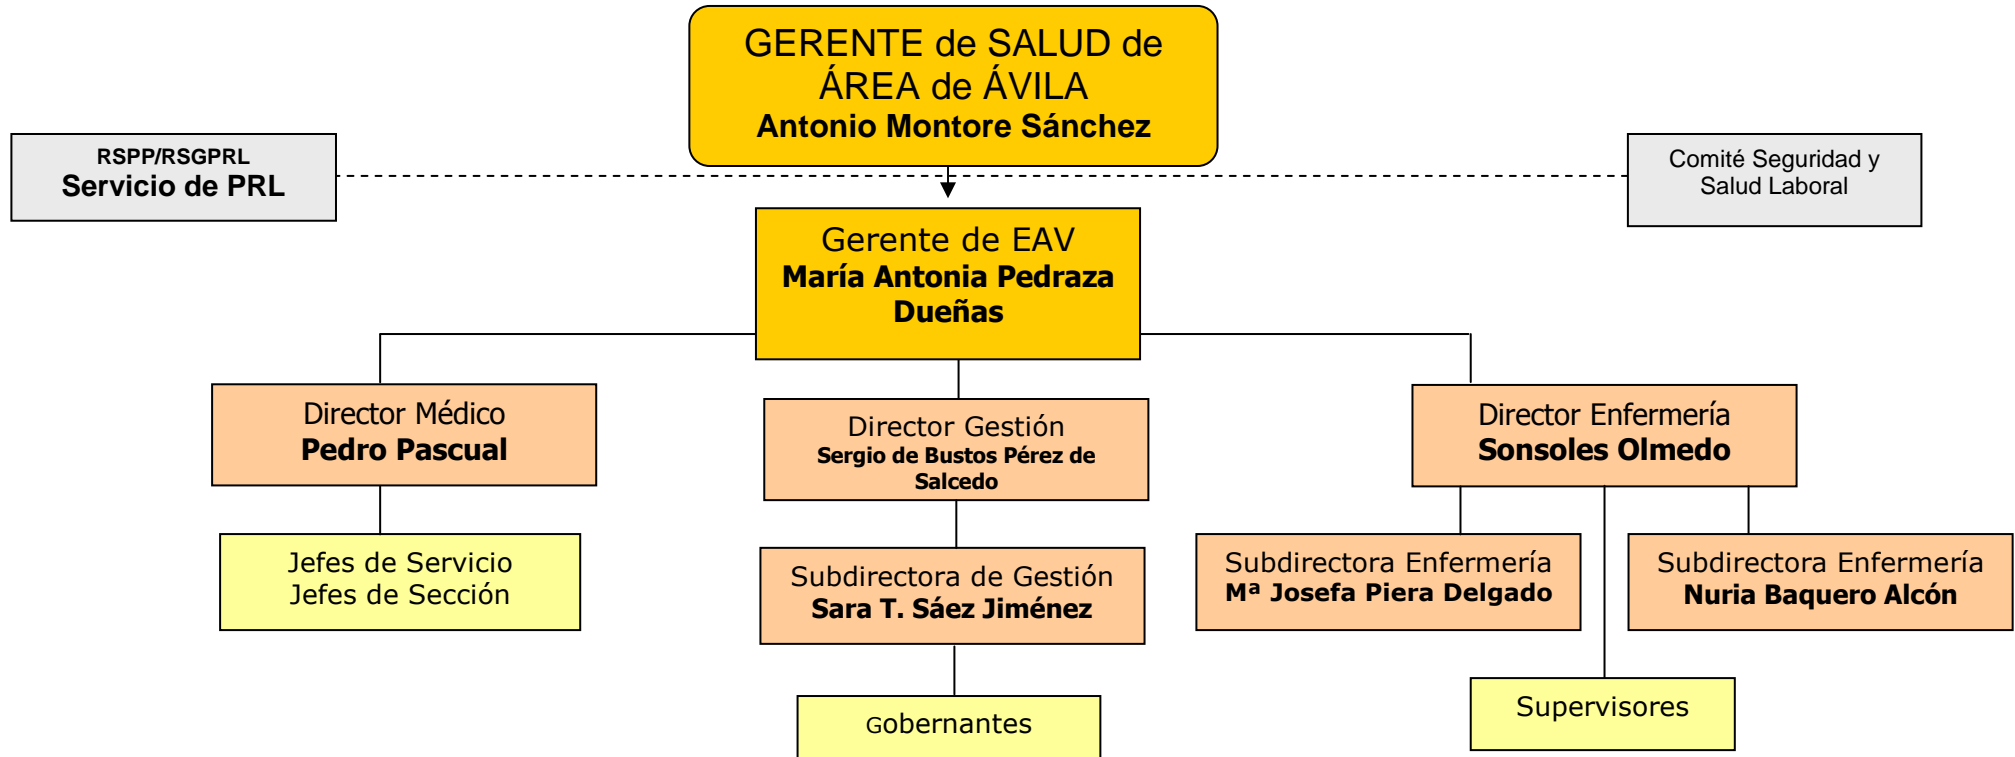 GERENTE de SALUD de
ÁREA de ÁVILA
Antonio Montore Sánchez
RSPP/RSGPRL
Servicio de PRL
Comité Seguridad y
Salud Laboral
Gerente de EAV
María Antonia Pedraza
Dueñas
Director Médico
Pedro Pascual
Director Gestión
Sergio de Bustos Pérez de
Salcedo
Director Enfermería
Sonsoles Olmedo
Jefes de Servicio
Jefes de Sección
Subdirectora de Gestión
Sara T. Sáez Jiménez
Subdirectora Enfermería
Mª Josefa Piera Delgado
Subdirectora Enfermería
Nuria Baquero Alcón
Gobernantes
Supervisores